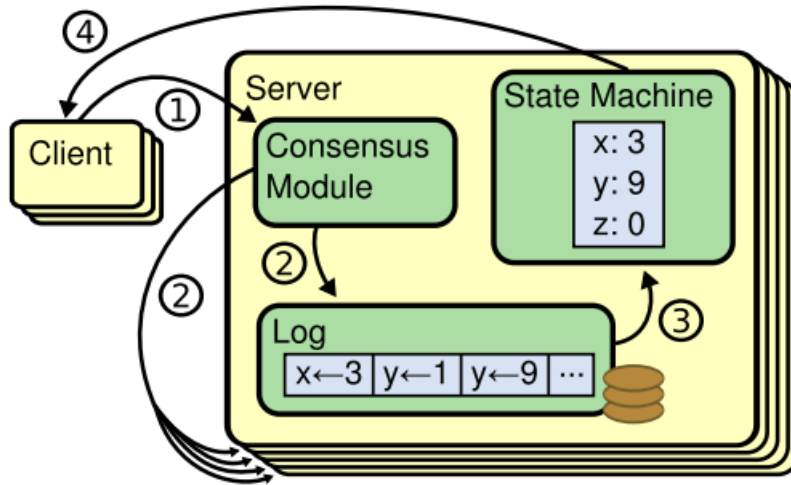 ④
①
Client
Server
Consensus
Module
State Machine
x: 3
y: 9
z: 0
②
②
③
Log
x←3 y←1 y←9 ...